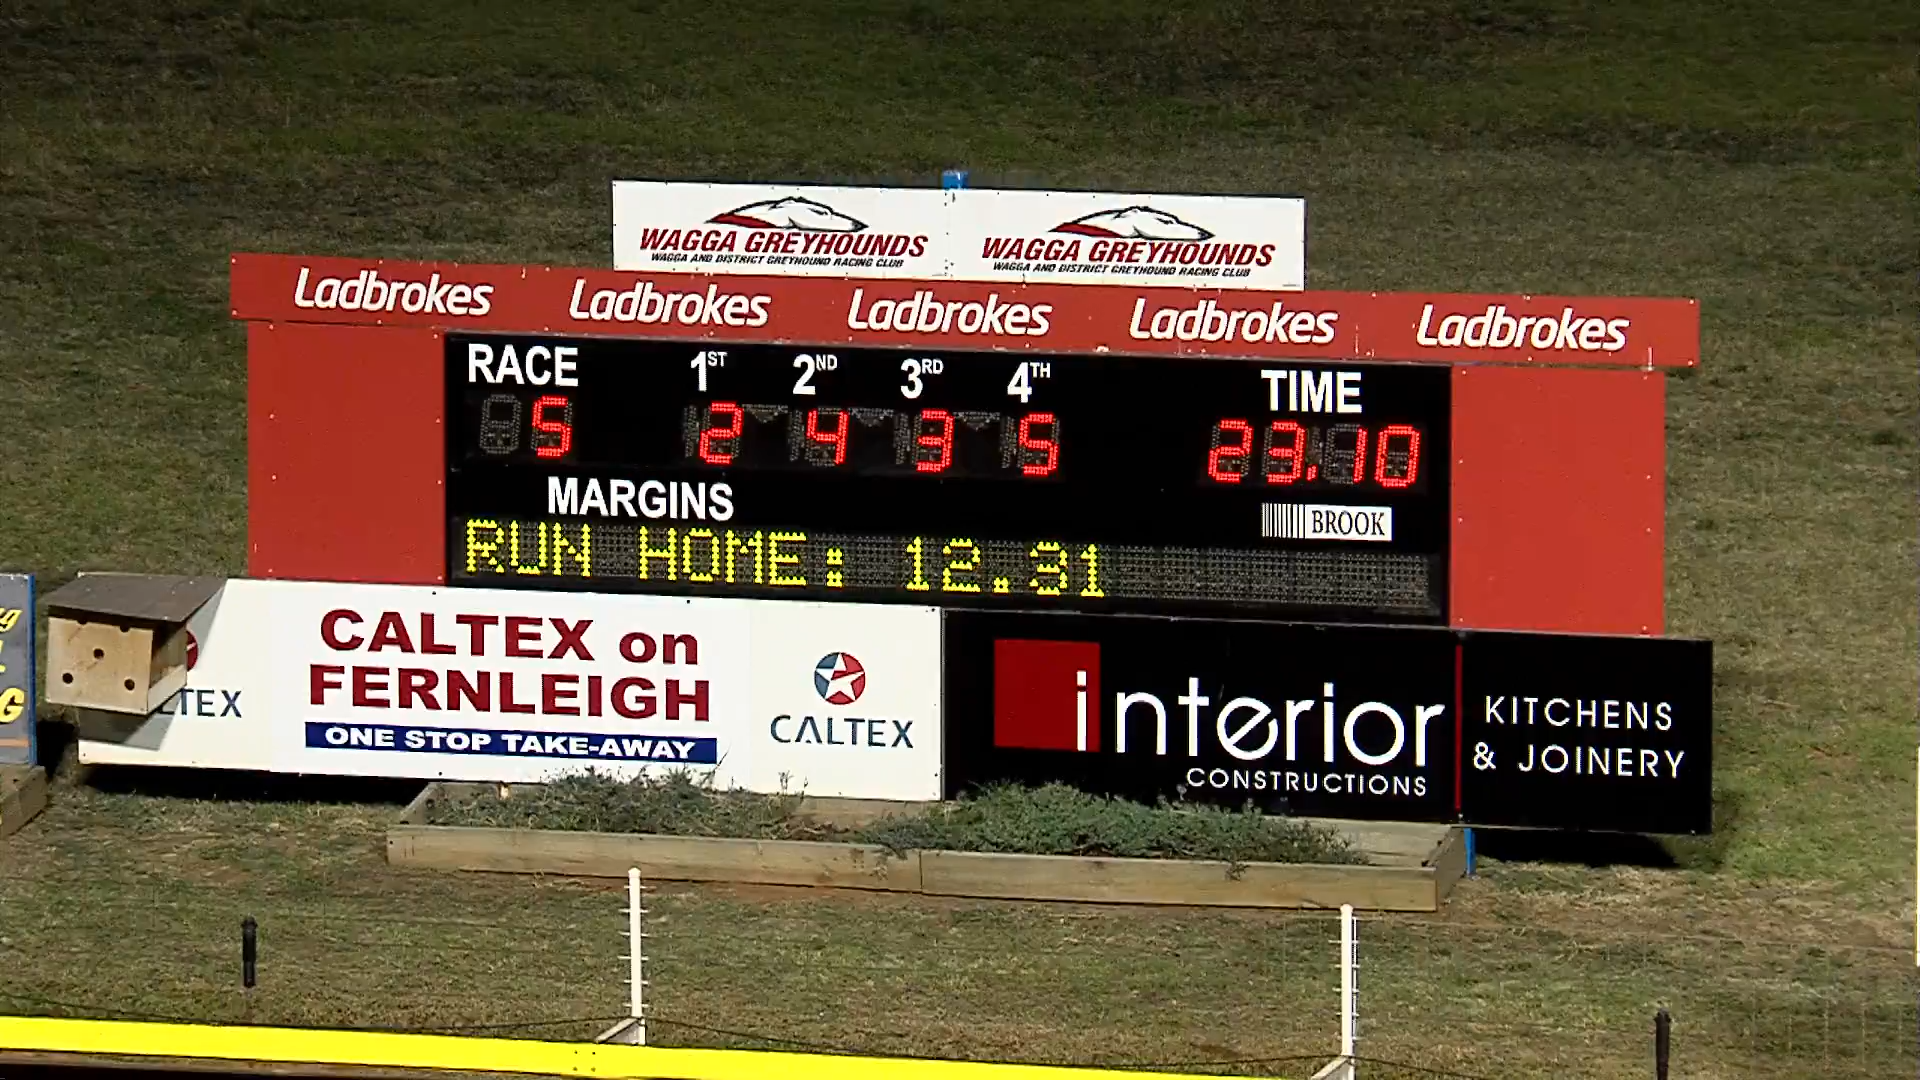 WAGGA GREYHOUNDS
WAGGA AND DISTRICT GREYHOUND RACING CLUB
WAGGA GREYHOUNDS
WAGGA AND DISTRICT GREYHOUND RACING CLUB
Ladbrokes Ladbrokes Ladbrokes Ladbrokes Ladbrokes
RACE 1ST 2ND 3RD 4TH TIME
5 2 4 3 5 23.10
MARGINS
BROOK
RUN HOME: 12.31
CALTEX on
FERNLEIGH
ONE STOP TAKE-AWAY
CALTEX
interior
CONSTRUCTIONS
KITCHENS
& JOINERY